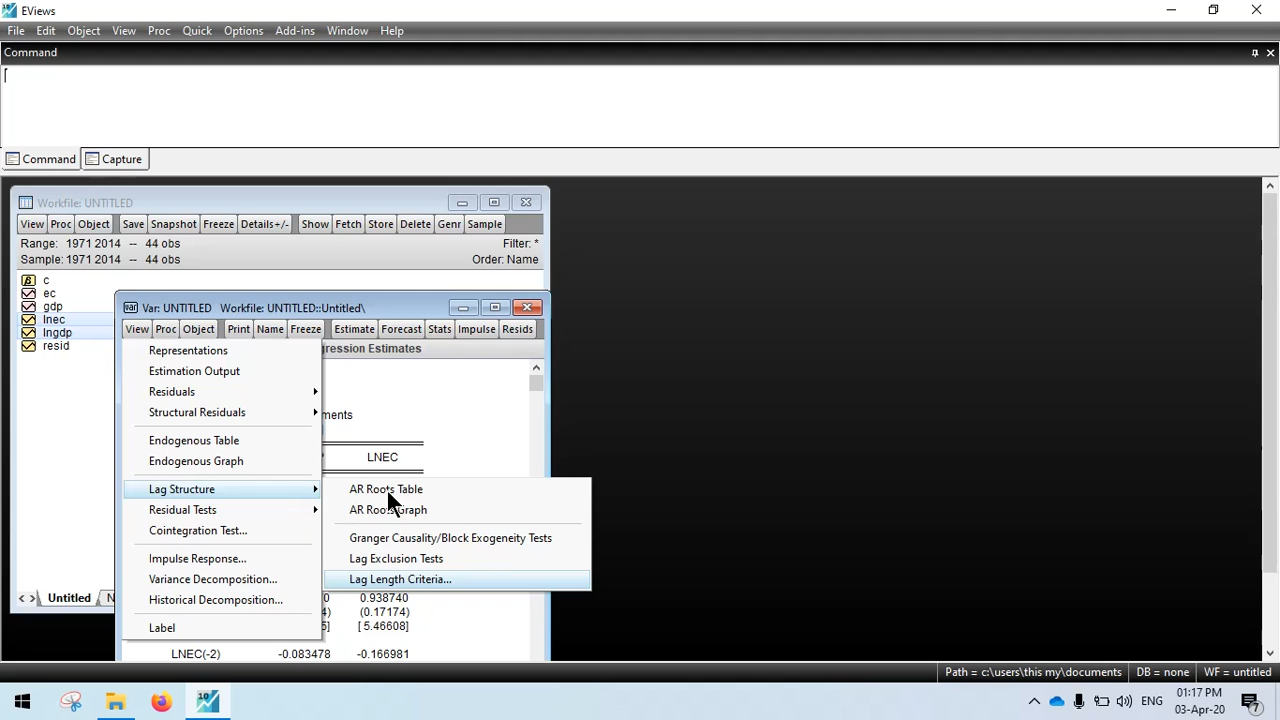 EViews
File Edit Object View Proc Quick Options Add-ins Window Help
Command
Command Capture
Workfile: UNTITLED
View Proc Object Save Snapshot Freeze Details+/- Show Fetch Store Delete Genr Sample
Range: 1971 2014 -- 44 obs Filter: *
Sample: 1971 2014 -- 44 obs Order: Name
c
ec
gdp
lnec
lngdp
resid
Untitled N
Var: UNTITLED Workfile: UNTITLED::Untitled\
View Proc Object Print Name Freeze Estimate Forecast Stats Impulse Resids
gression Estimates
ments
LNEC
Representations
Estimation Output
Residuals
Structural Residuals
Endogenous Table
Endogenous Graph
Lag Structure
Residual Tests
Cointegration Test...
Impulse Response...
Variance Decomposition...
Historical Decomposition...
Label
AR Roots Table
AR Roots Graph
Granger Causality/Block Exogeneity Tests
Lag Exclusion Tests
Lag Length Criteria...
0.938740
(0.17174)
[ 5.46608]
LNEC(-2) -0.083478 -0.166981
Path = c:\users\this my\documents DB = none WF = untitled
10
ENG 01:17 PM
03-Apr-20 7